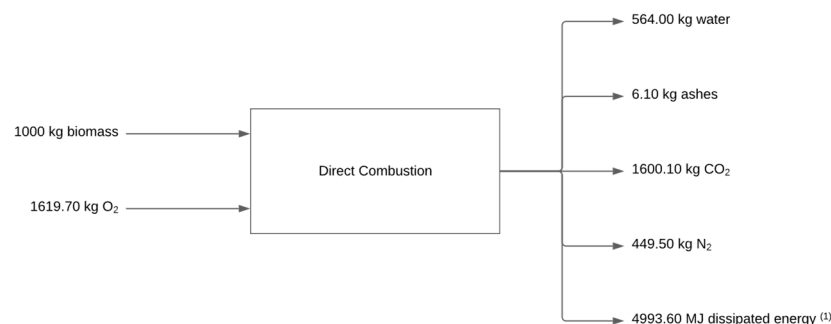 564.00 kg water
6.10 kg ashes
1000 kg biomass
Direct Combustion
1600.10 kg CO₂
1619.70 kg O₂
449.50 kg N₂
4993.60 MJ dissipated energy ⁽¹⁾